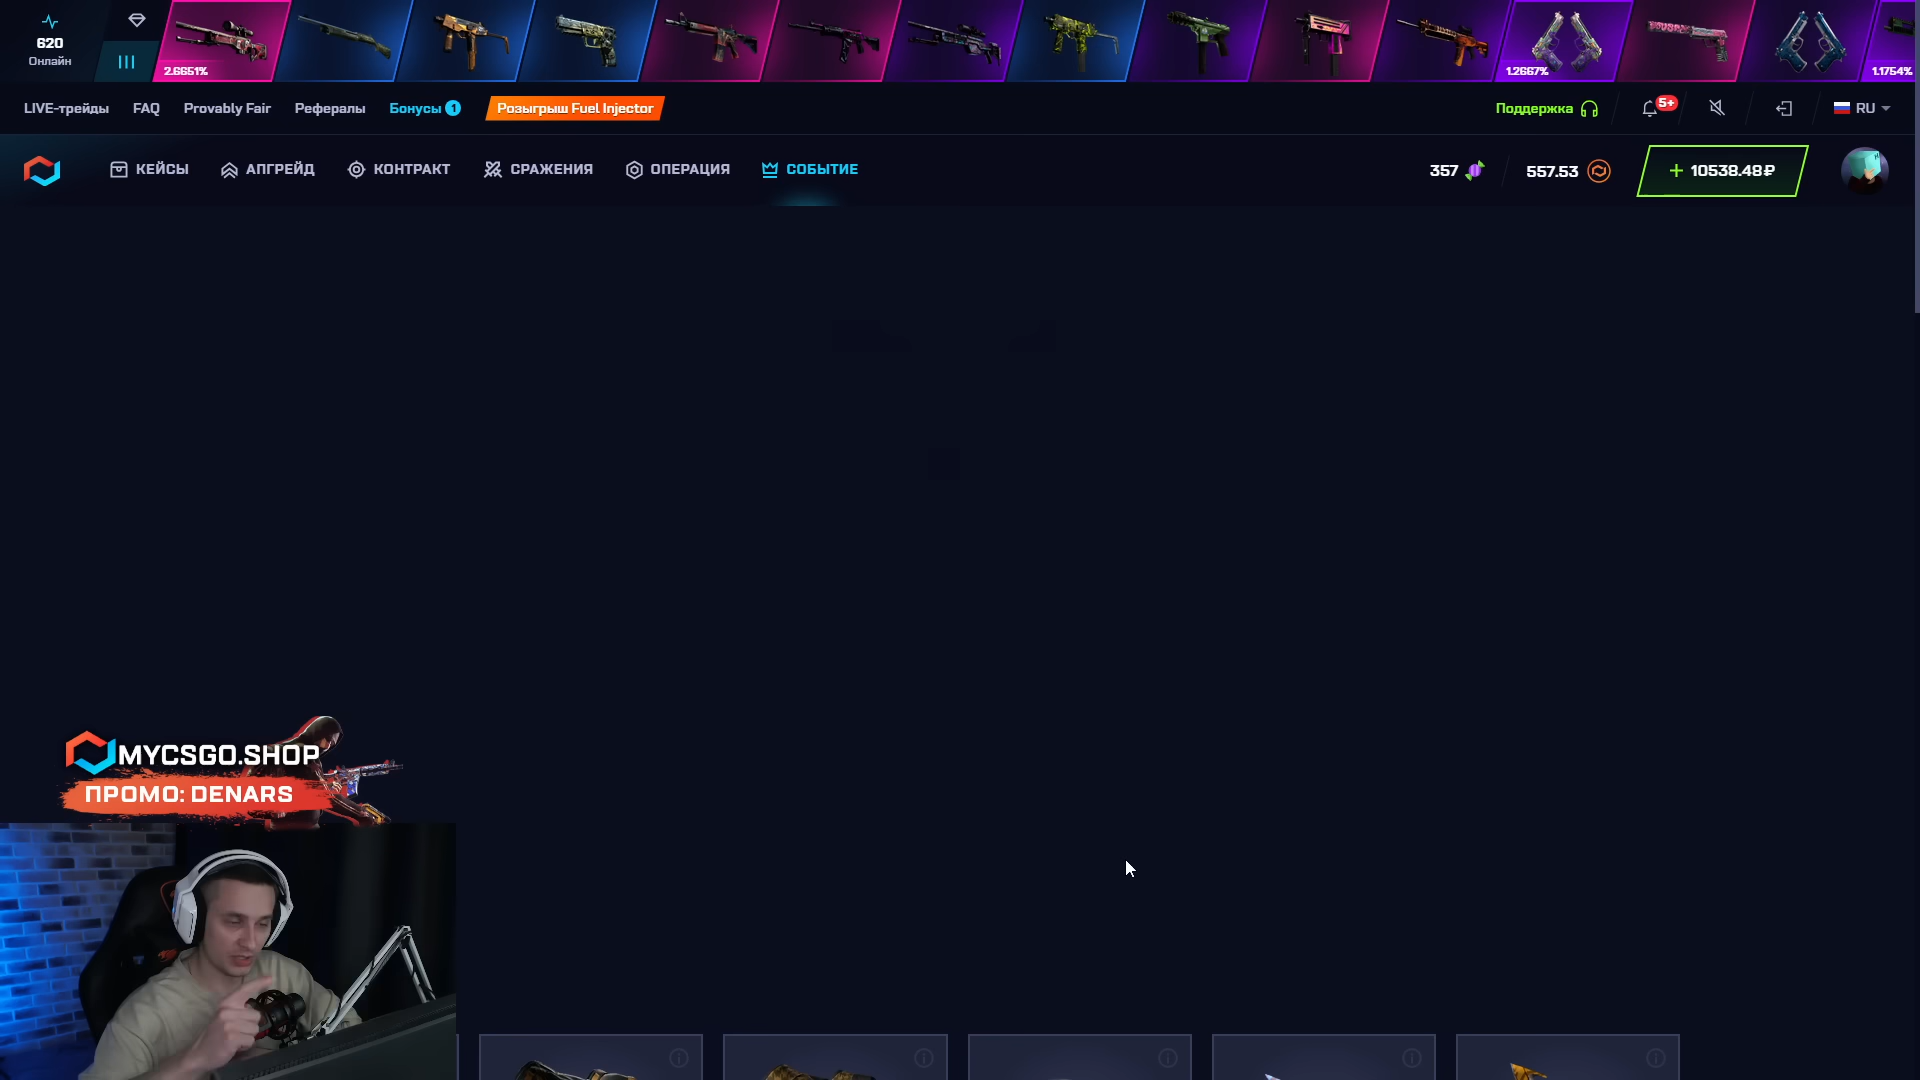 620
Онлайн
2.6651%
1.2667%
1.1754%
LIVE-трейды
FAQ
Provably Fair
Рефералы
Бонусы 1
Розыгрыш Fuel Injector
Поддержка
5+
RU
КЕЙСЫ
АПГРЕЙД
КОНТРАКТ
СРАЖЕНИЯ
ОПЕРАЦИЯ
СОБЫТИЕ
357
557.53
+ 10538.48₽
MYCSGO.SHOP
ПРОМО: DENARS